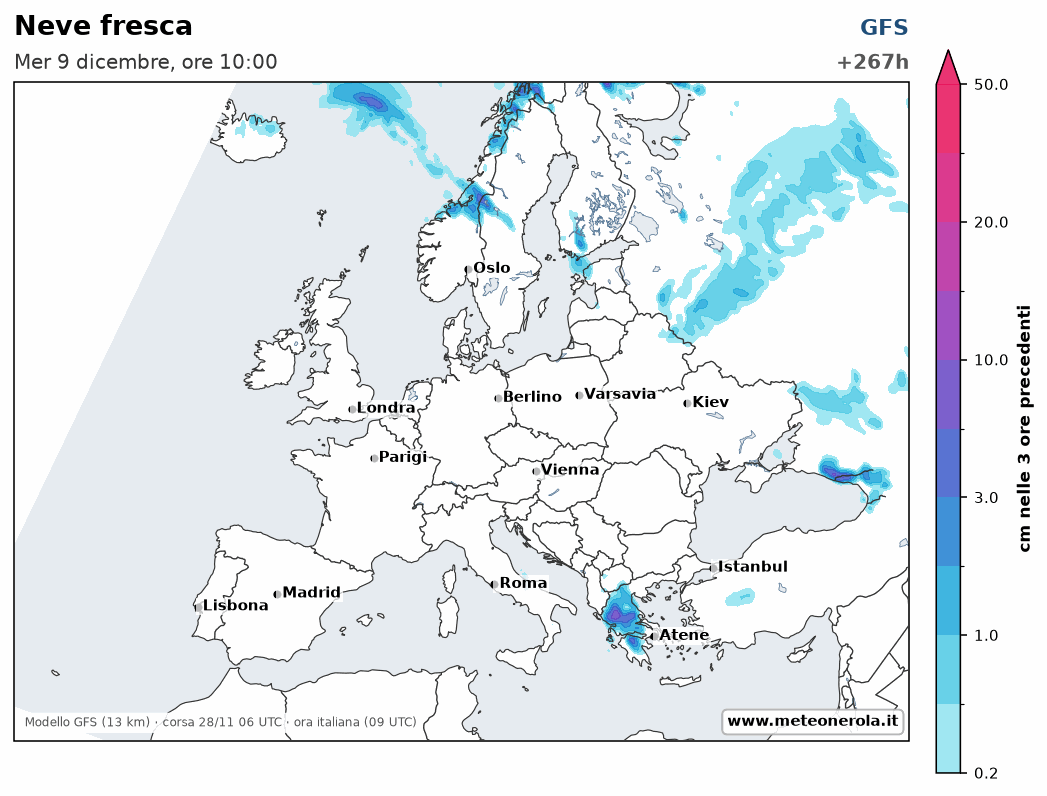 Neve fresca
GFS
Mer 9 dicembre, ore 10:00
+267h
50.0
20.0
10.0
3.0
1.0
0.2
cm nelle 3 ore precedenti
Oslo
Berlino
Varsavia
Kiev
Londra
Parigi
Vienna
Istanbul
Roma
Madrid
Lisbona
Atene
Modello GFS (13 km) · corsa 28/11 06 UTC · ora italiana (09 UTC)
www.meteonerola.it